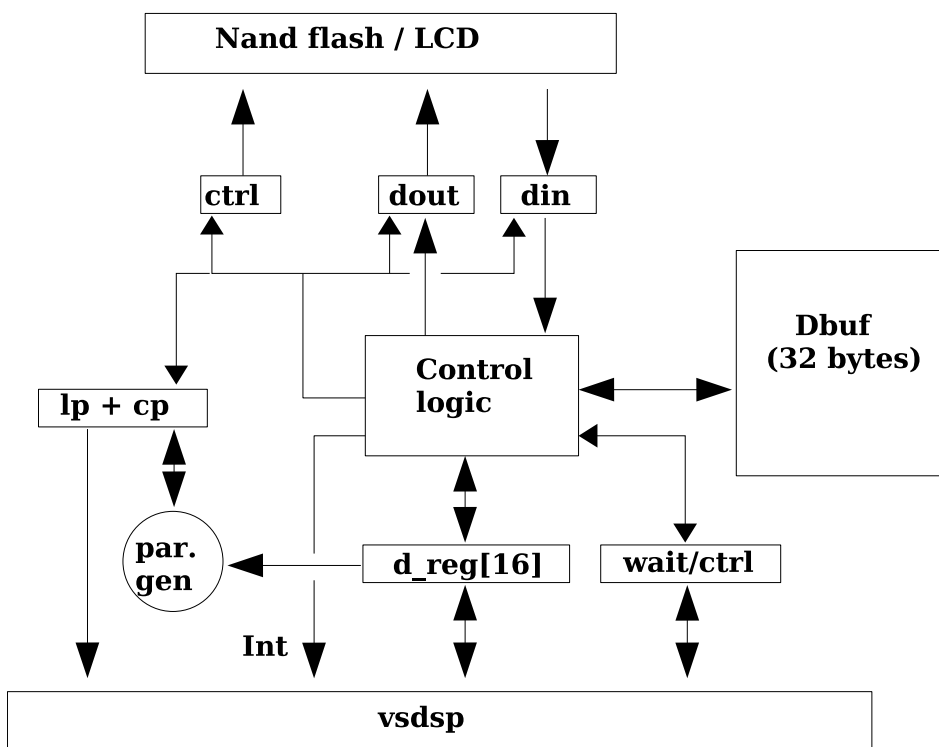 Nand flash / LCD
ctrl
dout
din
Dbuf
(32 bytes)
Control
logic
lp + cp
par.
gen
d_reg[16]
wait/ctrl
Int
vsdsp